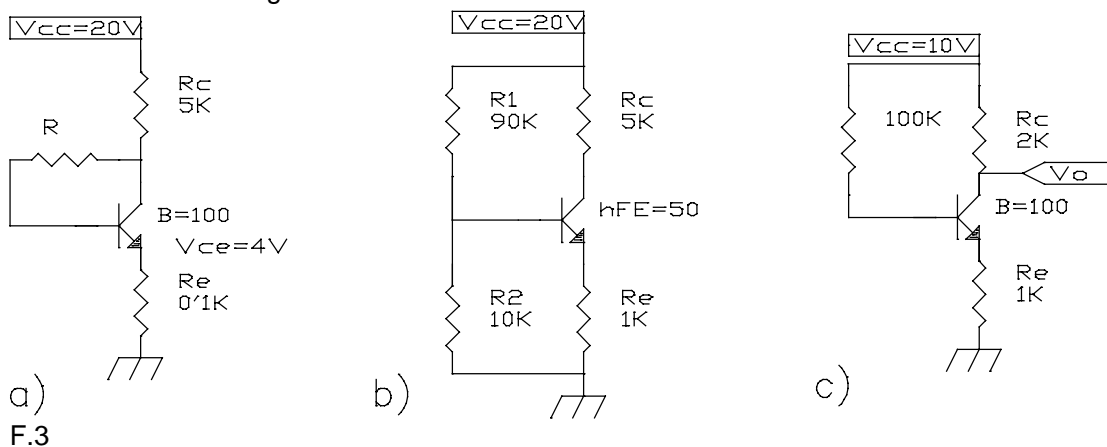 Vcc=20V
Rc
5K
R
B=100
Vce=4V
Re
0'1K
a)
Vcc=20V
R1
90K
Rc
5K
hFE=50
R2
10K
Re
1K
b)
Vcc=10V
100K
Rc
2K
Vo
B=100
Re
1K
c)
F.3